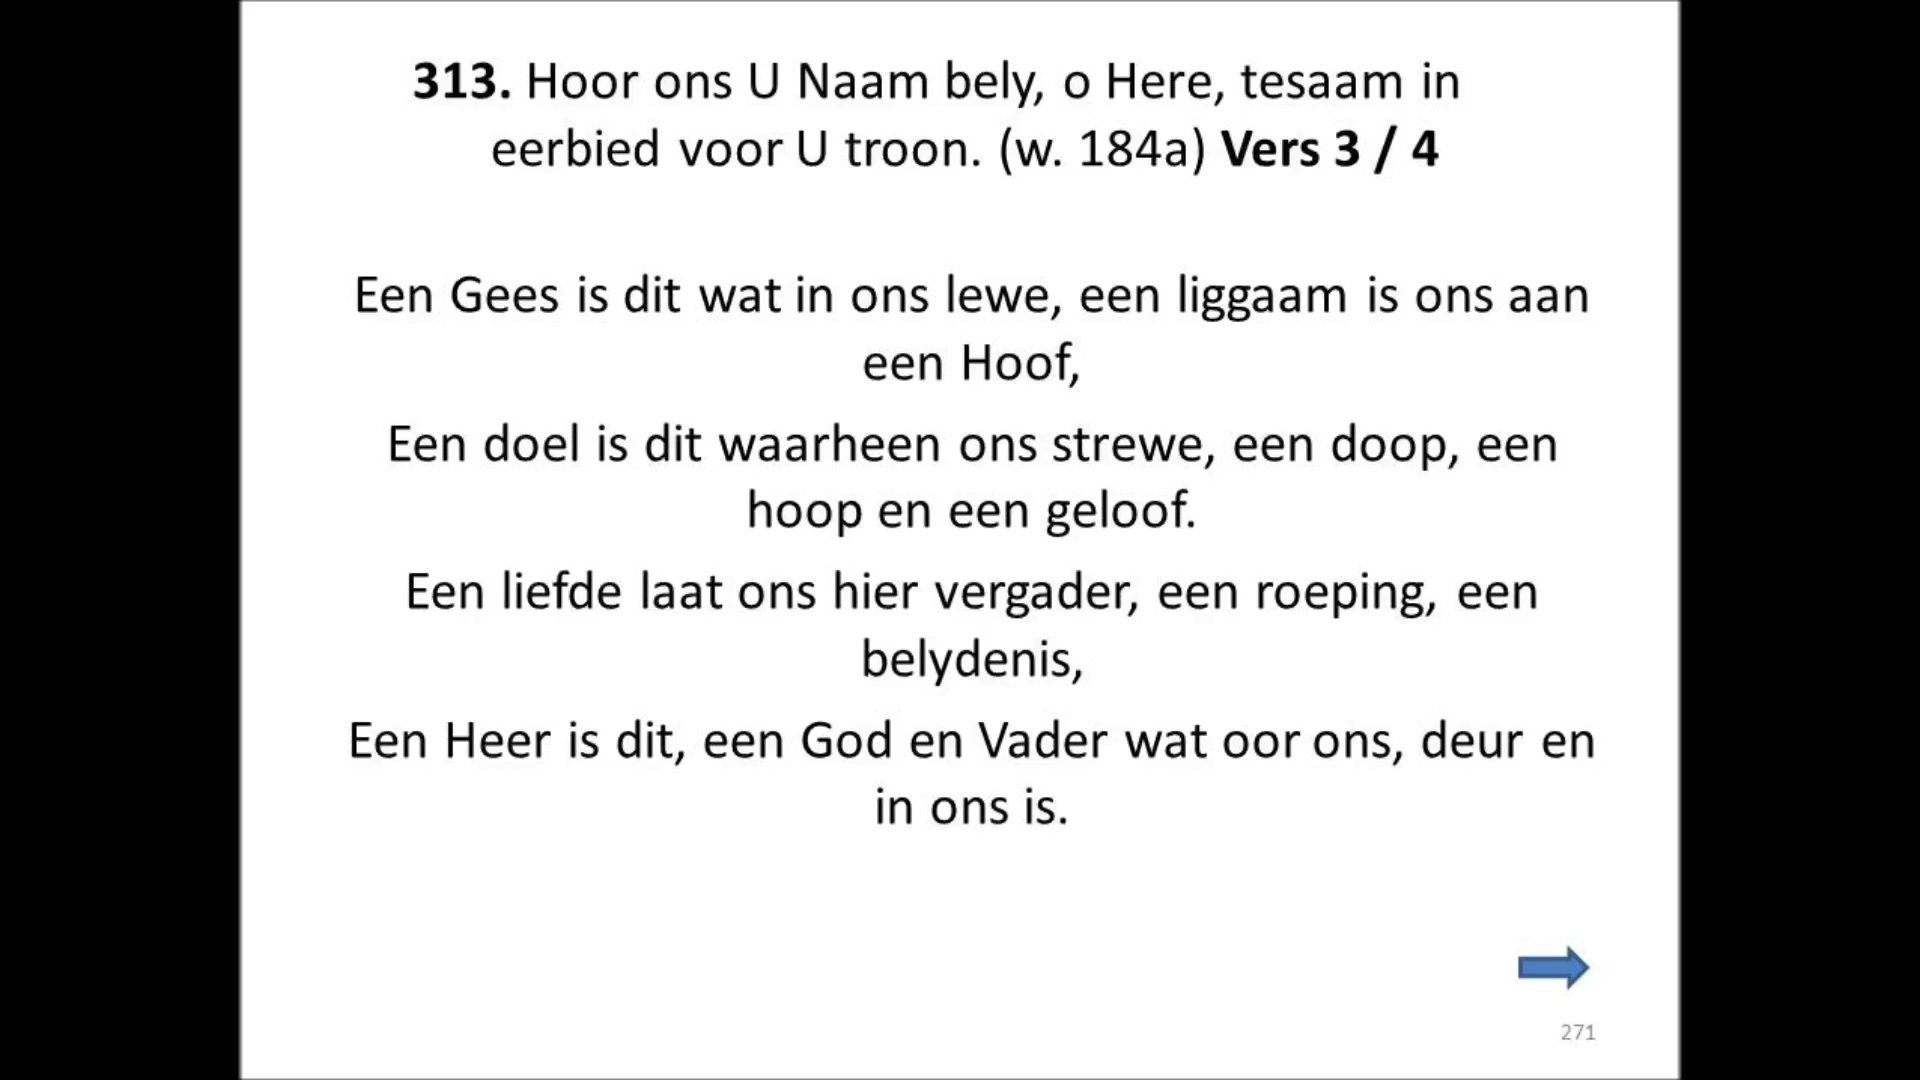 313. Hoor ons U Naam bely, o Here, tesaam in
eerbied voor U troon. (w. 184a) Vers 3 / 4
Een Gees is dit wat in ons lewe, een liggaam is ons aan
een Hoof,
Een doel is dit waarheen ons strewe, een doop, een
hoop en een geloof.
Een liefde laat ons hier vergader, een roeping, een
belydenis,
Een Heer is dit, een God en Vader wat oor ons, deur en
in ons is.
271